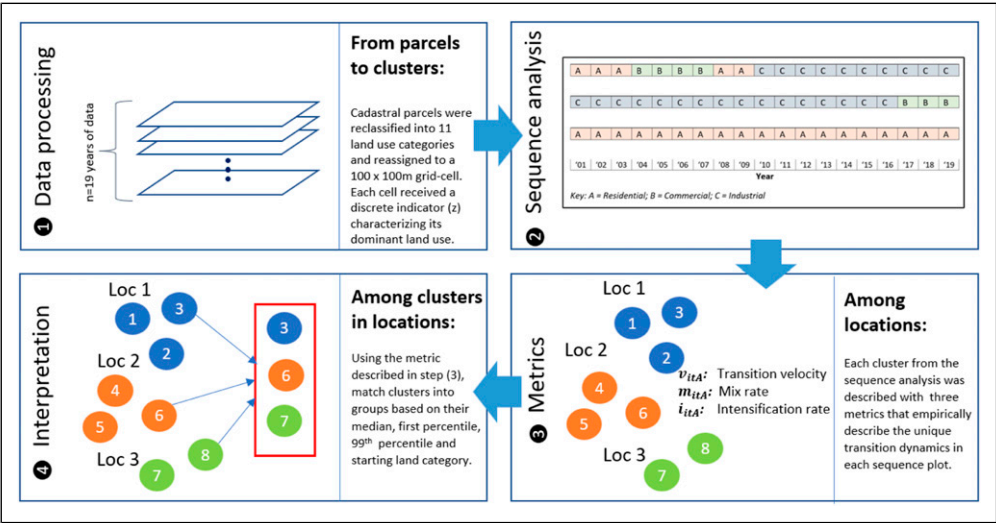 ❶ Data processing
n=19 years of data
From parcels
to clusters:
Cadastral parcels were
reclassified into 11
land use categories
and reassigned to a
100 x 100m grid-cell.
Each cell received a
discrete indicator (z)
characterizing its
dominant land use.
❷ Sequence analysis
A A A B B B B A A C C C C C C C C C C
C C C C C C C C C C C C C C C C B B B
A A A A A A A A A A A A A A A A A A A
'01 '02 '03 '04 '05 '06 '07 '08 '09 '10 '11 '12 '13 '14 '15 '16 '17 '18 '19
Year
Key: A = Residential; B = Commercial; C = Industrial
❸ Metrics
Loc 1
1 3
2
Loc 2
4
5 6
Loc 3
7 8
v_itA: Transition velocity
m_itA: Mix rate
i_itA: Intensification rate
Among
locations:
Each cluster from the
sequence analysis was
described with three
metrics that empirically
describe the unique
transition dynamics in
each sequence plot.
❹ Interpretation
Loc 1
1 3
2
Loc 2
4
5 6
Loc 3
7 8
3
6
7
Among clusters
in locations:
Using the metric
described in step (3),
match clusters into
groups based on their
median, first percentile,
99th percentile and
starting land category.